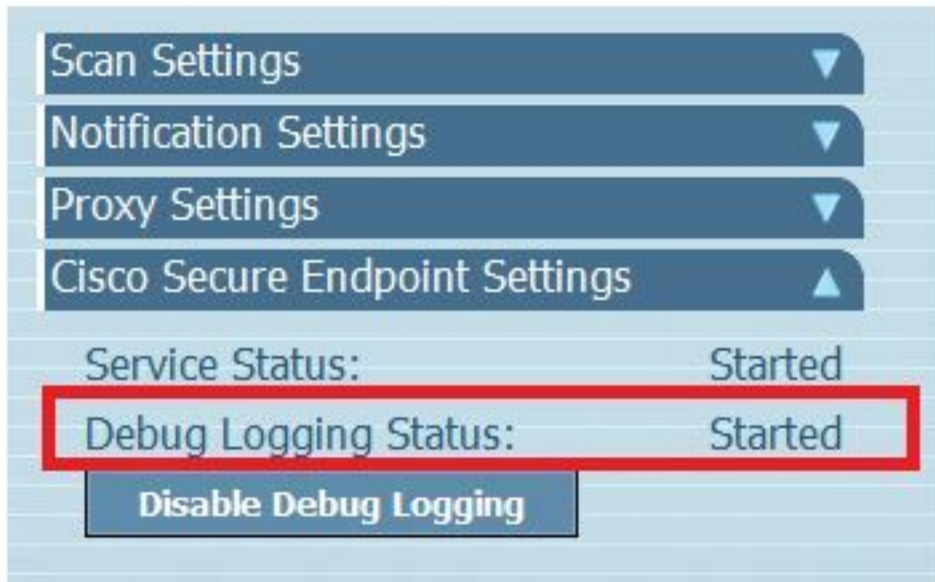 Scan Settings
Notification Settings
Proxy Settings
Cisco Secure Endpoint Settings
Service Status: Started
Debug Logging Status: Started
Disable Debug Logging